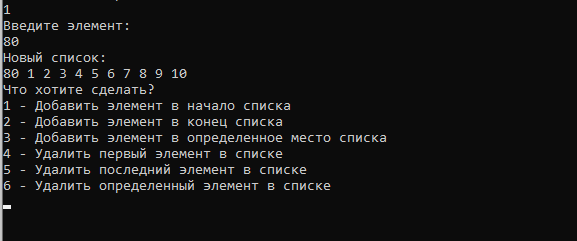 1
Введите элемент:
80
Новый список:
80 1 2 3 4 5 6 7 8 9 10
Что хотите сделать?
1 - Добавить элемент в начало списка
2 - Добавить элемент в конец списка
3 - Добавить элемент в определенное место списка
4 - Удалить первый элемент в списке
5 - Удалить последний элемент в списке
6 - Удалить определенный элемент в списке